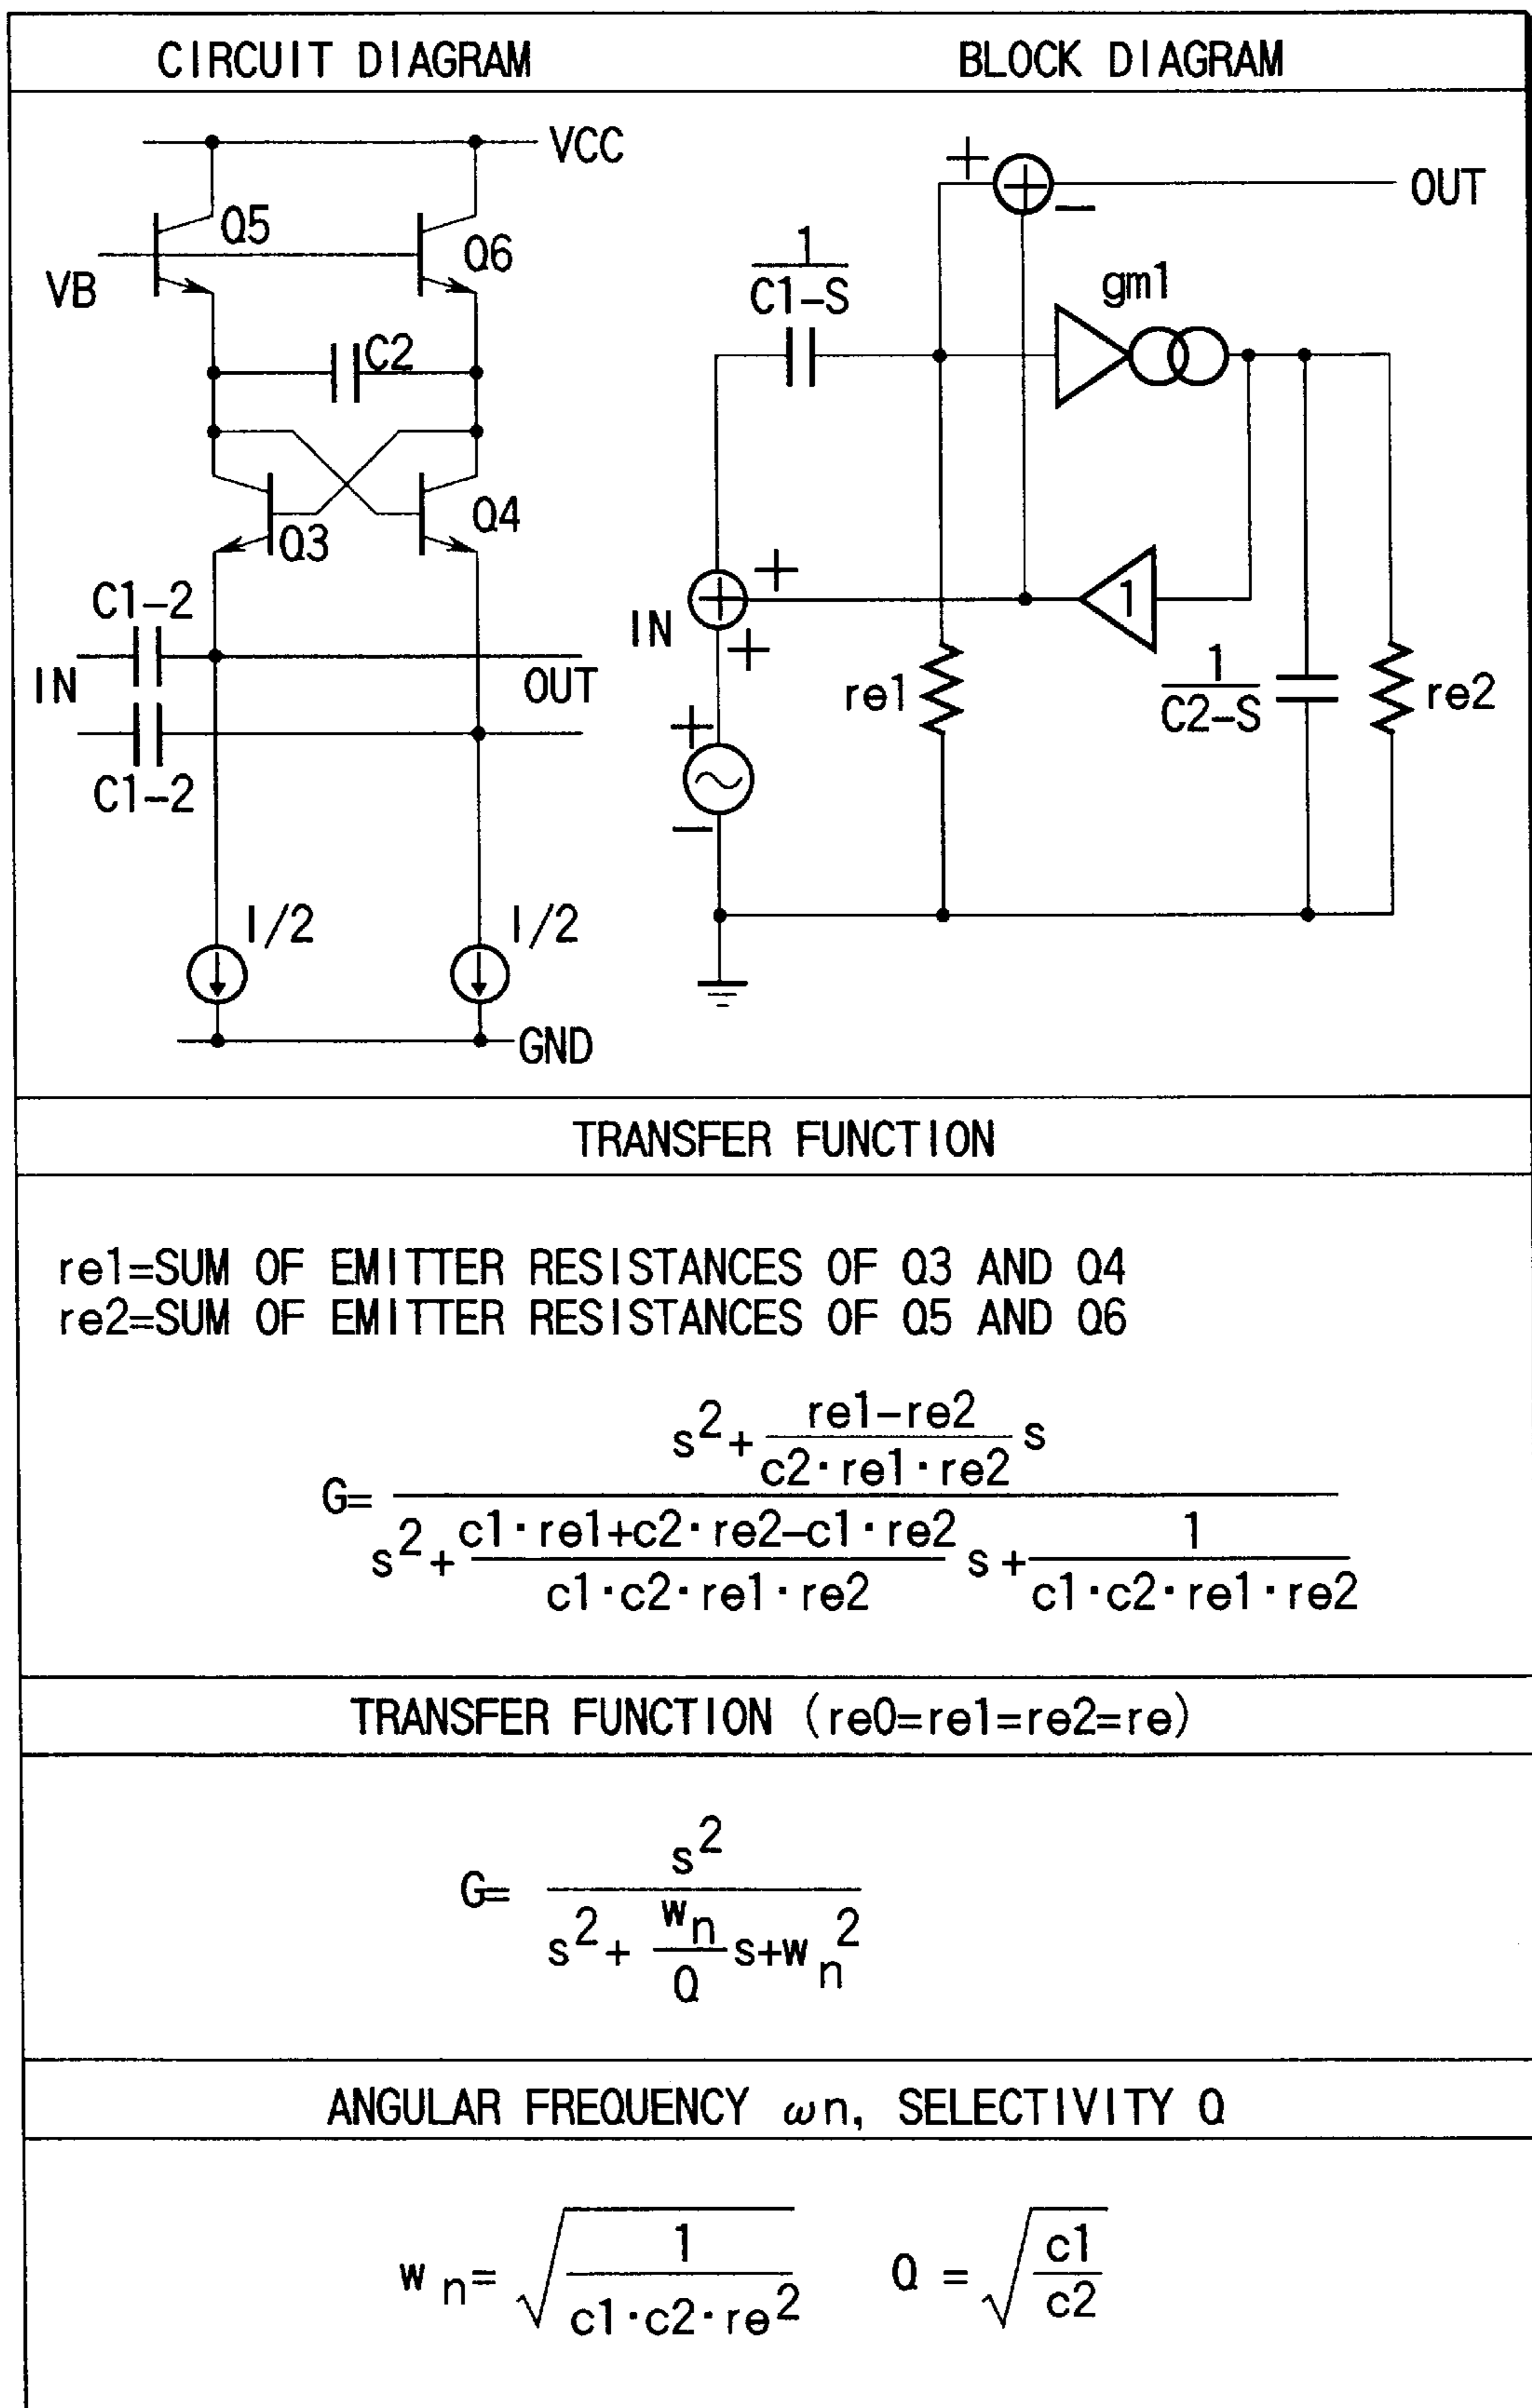 CIRCUIT DIAGRAM
BLOCK DIAGRAM
VCC
Q5
Q6
VB
C2
Q3
Q4
C1-2
IN
OUT
C1-2
I/2
I/2
GND
+
+
−
OUT
1
C1-S
gm1
+
+
+
IN
1
re1
1
C2-S
re2
+
−
TRANSFER FUNCTION
re1=SUM OF EMITTER RESISTANCES OF Q3 AND Q4
re2=SUM OF EMITTER RESISTANCES OF Q5 AND Q6
s²+ re1-re2 s
c2·re1·re2
G=
s²+ c1·re1+c2·re2-c1·re2 s+ 1
c1·c2·re1·re2 c1·c2·re1·re2
TRANSFER FUNCTION (re0=re1=re2=re)
s²
G=
s²+ wn s+wn²
Q
ANGULAR FREQUENCY ωn, SELECTIVITY Q
wn= √ 1 Q = √ c1
c1·c2·re² c2